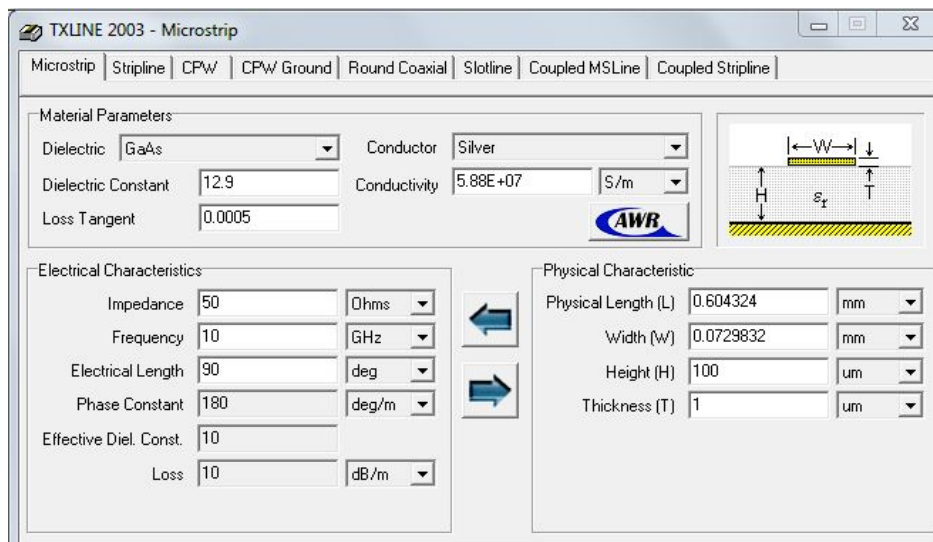 TXLINE 2003 - Microstrip
Microstrip Stripline CPW CPW Ground Round Coaxial Slotline Coupled MSLine Coupled Stripline
Material Parameters
Dielectric GaAs Conductor Silver
Dielectric Constant 12.9 Conductivity 5.88E+07 S/m
Loss Tangent 0.0005
AWR
W
H εr T
Electrical Characteristics
Impedance 50 Ohms
Frequency 10 GHz
Electrical Length 90 deg
Phase Constant 180 deg/m
Effective Diel. Const. 10
Loss 10 dB/m
Physical Characteristic
Physical Length (L) 0.604324 mm
Width (W) 0.0729832 mm
Height (H) 100 um
Thickness (T) 1 um